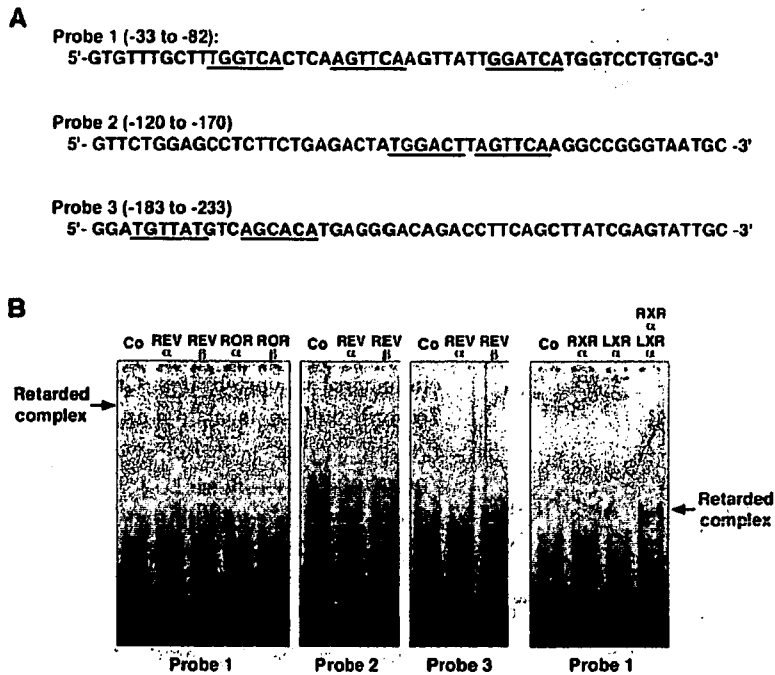 A
Probe 1 (-33 to -82):
5'-GTGTTTGCTTTGGTCACTCAAGTTCAAGTTATTGGATCATGGTCCTGTGC-3'
Probe 2 (-120 to -170)
5'- GTTCTGGAGCCTCTTCTGAGACTATGGACTTAGTTCAAGGCCGGGTAATGC -3'
Probe 3 (-183 to -233)
5'- GGATGTTATGTCAGCACATGAGGGACAGACCTTCAGCTTATCGAGTATTGC -3'
B
Co REV α REV β ROR α ROR β
Co REV α REV β
Co REV α REV β
Co RXR α LXR α RXR α LXR α
Retarded complex
Retarded complex
Probe 1
Probe 2
Probe 3
Probe 1